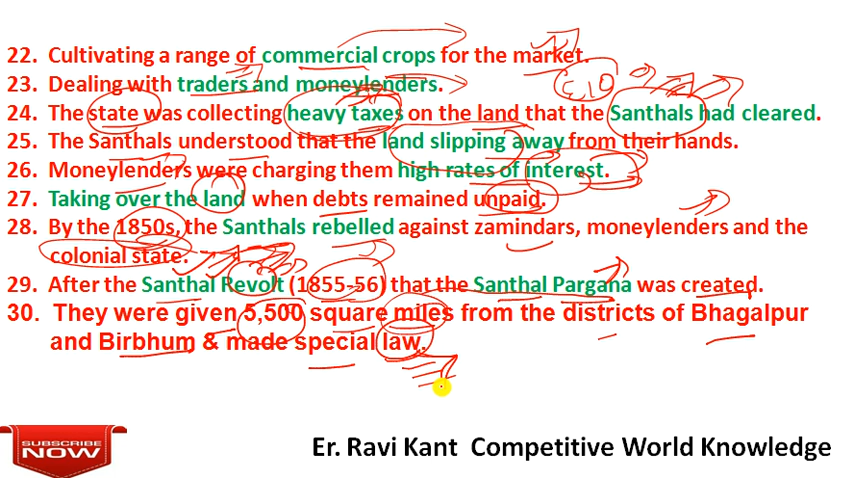 22. Cultivating a range of commercial crops for the market.
23. Dealing with traders and moneylenders.
24. The state was collecting heavy taxes on the land that the Santhals had cleared.
25. The Santhals understood that the land slipping away from their hands.
26. Moneylenders were charging them high rates of interest.
27. Taking over the land when debts remained unpaid.
28. By the 1850s, the Santhals rebelled against zamindars, moneylenders and the
colonial state.
29. After the Santhal Revolt (1855-56) that the Santhal Pargana was created.
30. They were given 5,500 square miles from the districts of Bhagalpur
and Birbhum & made special law.
SUBSCRIBE
NOW
Er. Ravi Kant Competitive World Knowledge